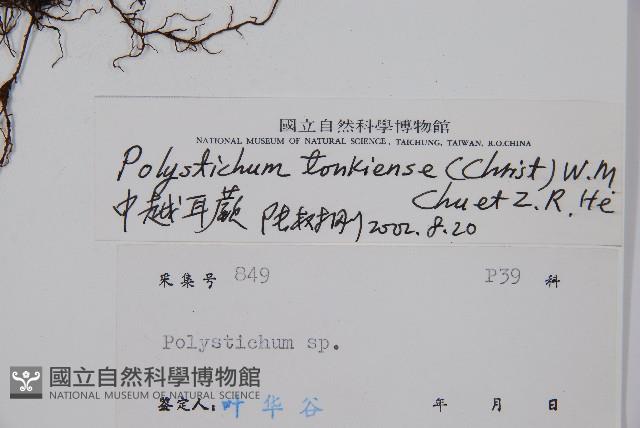 國立自然科學博物館
NATIONAL MUSEUM OF NATURAL SCIENCE, TAICHUNG, TAIWAN, R.O.CHINA
Polystichum tonkiense (Christ) W.M
Chu et Z.R. He
中越耳蕨 陆树刚 2002.8.20
采集号 849 P39 科
Polystichum sp.
國立自然科學博物館
NATIONAL MUSEUM OF NATURAL SCIENCE
鉴定人: 叶华谷 年 月 日